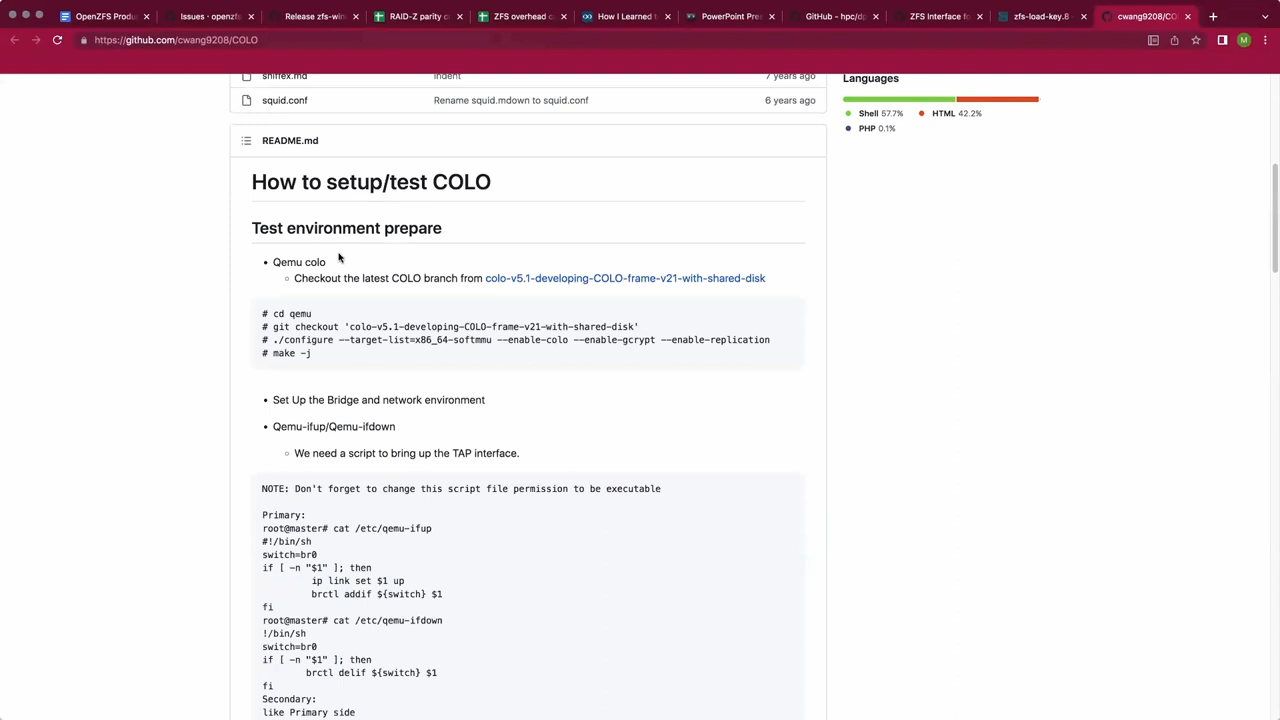 OpenZFS Produ
Issues · openzfs
Release zfs-win
RAID-Z parity c
ZFS overhead c
How I Learned t
PowerPoint Pres
GitHub - hpc/dp
ZFS Interface fo
zfs-load-key.8
cwang9208/CO
https://github.com/cwang9208/COLO
M
sniffex.md
indent
7 years ago
squid.conf
Rename squid.mdown to squid.conf
6 years ago
Languages
Shell 57.7%
HTML 42.2%
PHP 0.1%
README.md
How to setup/test COLO
Test environment prepare
Qemu colo
Checkout the latest COLO branch from colo-v5.1-developing-COLO-frame-v21-with-shared-disk
# cd qemu
# git checkout 'colo-v5.1-developing-COLO-frame-v21-with-shared-disk'
# ./configure --target-list=x86_64-softmmu --enable-colo --enable-gcrypt --enable-replication
# make -j
Set Up the Bridge and network environment
Qemu-ifup/Qemu-ifdown
We need a script to bring up the TAP interface.
NOTE: Don't forget to change this script file permission to be executable
Primary:
root@master# cat /etc/qemu-ifup
#!/bin/sh
switch=br0
if [ -n "$1" ]; then
ip link set $1 up
brctl addif ${switch} $1
fi
root@master# cat /etc/qemu-ifdown
!/bin/sh
switch=br0
if [ -n "$1" ]; then
brctl delif ${switch} $1
fi
Secondary:
like Primary side